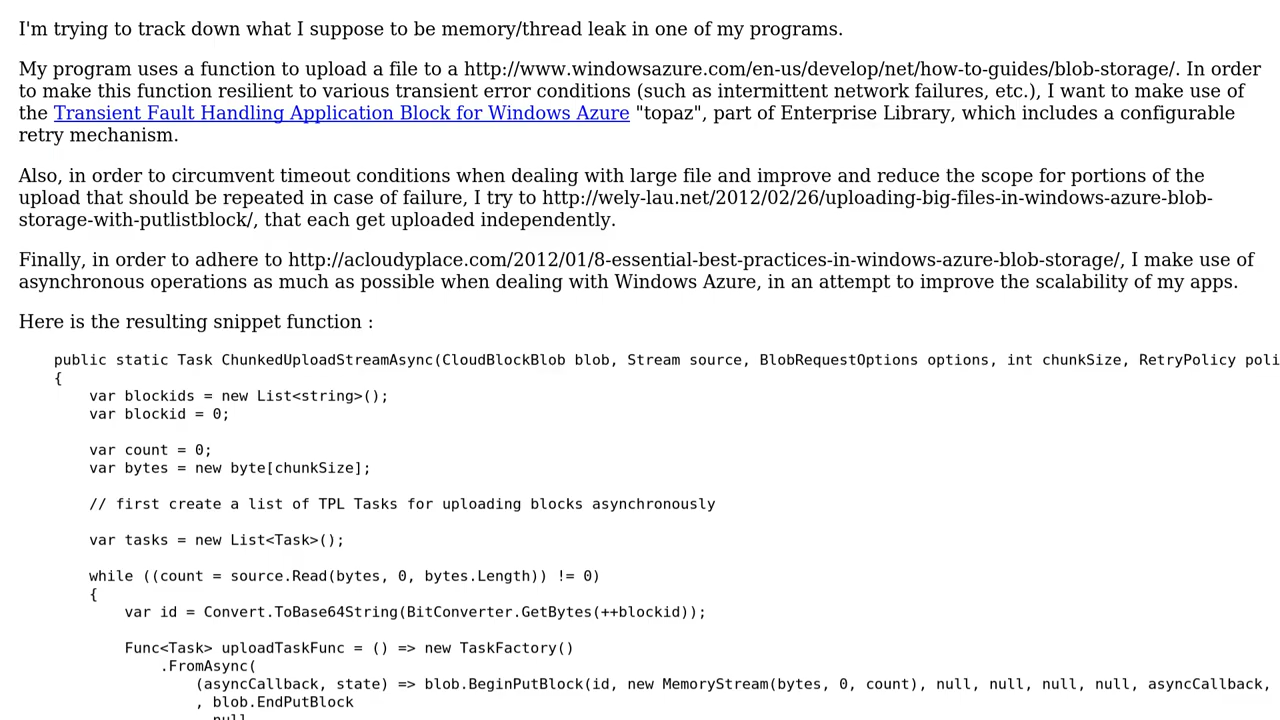 I'm trying to track down what I suppose to be memory/thread leak in one of my programs.
My program uses a function to upload a file to a http://www.windowsazure.com/en-us/develop/net/how-to-guides/blob-storage/. In order
to make this function resilient to various transient error conditions (such as intermittent network failures, etc.), I want to make use of
the Transient Fault Handling Application Block for Windows Azure "topaz", part of Enterprise Library, which includes a configurable
retry mechanism.
Also, in order to circumvent timeout conditions when dealing with large file and improve and reduce the scope for portions of the
upload that should be repeated in case of failure, I try to http://wely-lau.net/2012/02/26/uploading-big-files-in-windows-azure-blob-
storage-with-putlistblock/, that each get uploaded independently.
Finally, in order to adhere to http://acloudyplace.com/2012/01/8-essential-best-practices-in-windows-azure-blob-storage/, I make use of
asynchronous operations as much as possible when dealing with Windows Azure, in an attempt to improve the scalability of my apps.
Here is the resulting snippet function :
public static Task ChunkedUploadStreamAsync(CloudBlockBlob blob, Stream source, BlobRequestOptions options, int chunkSize, RetryPolicy poli
{
var blockids = new List<string>();
var blockid = 0;
var count = 0;
var bytes = new byte[chunkSize];
// first create a list of TPL Tasks for uploading blocks asynchronously
var tasks = new List<Task>();
while ((count = source.Read(bytes, 0, bytes.Length)) != 0)
{
var id = Convert.ToBase64String(BitConverter.GetBytes(++blockid));
Func<Task> uploadTaskFunc = () => new TaskFactory()
.FromAsync(
(asyncCallback, state) => blob.BeginPutBlock(id, new MemoryStream(bytes, 0, count), null, null, null, null, asyncCallback,
, blob.EndPutBlock
null